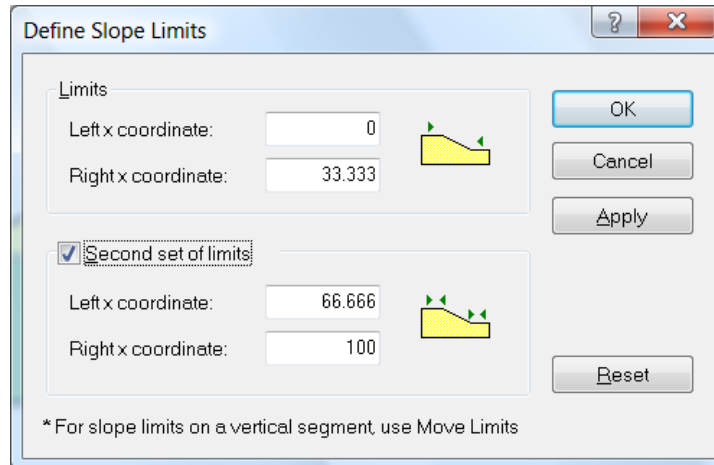 Define Slope Limits
?
X
Limits
Left x coordinate: 0
Right x coordinate: 33.333
OK
Cancel
Apply
Second set of limits
Left x coordinate: 66.666
Right x coordinate: 100
Reset
* For slope limits on a vertical segment, use Move Limits